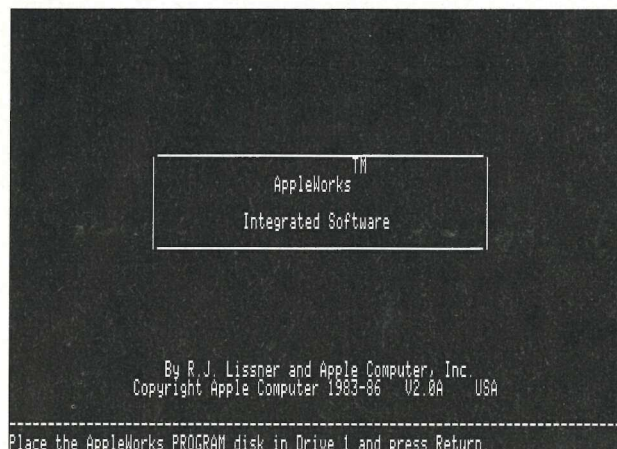 TM
AppleWorks
Integrated Software
By R.J. Lissner and Apple Computer, Inc.
Copyright Apple Computer 1983-86 V2.0A USA
Place the AppleWorks PROGRAM disk in Drive 1 and press Return